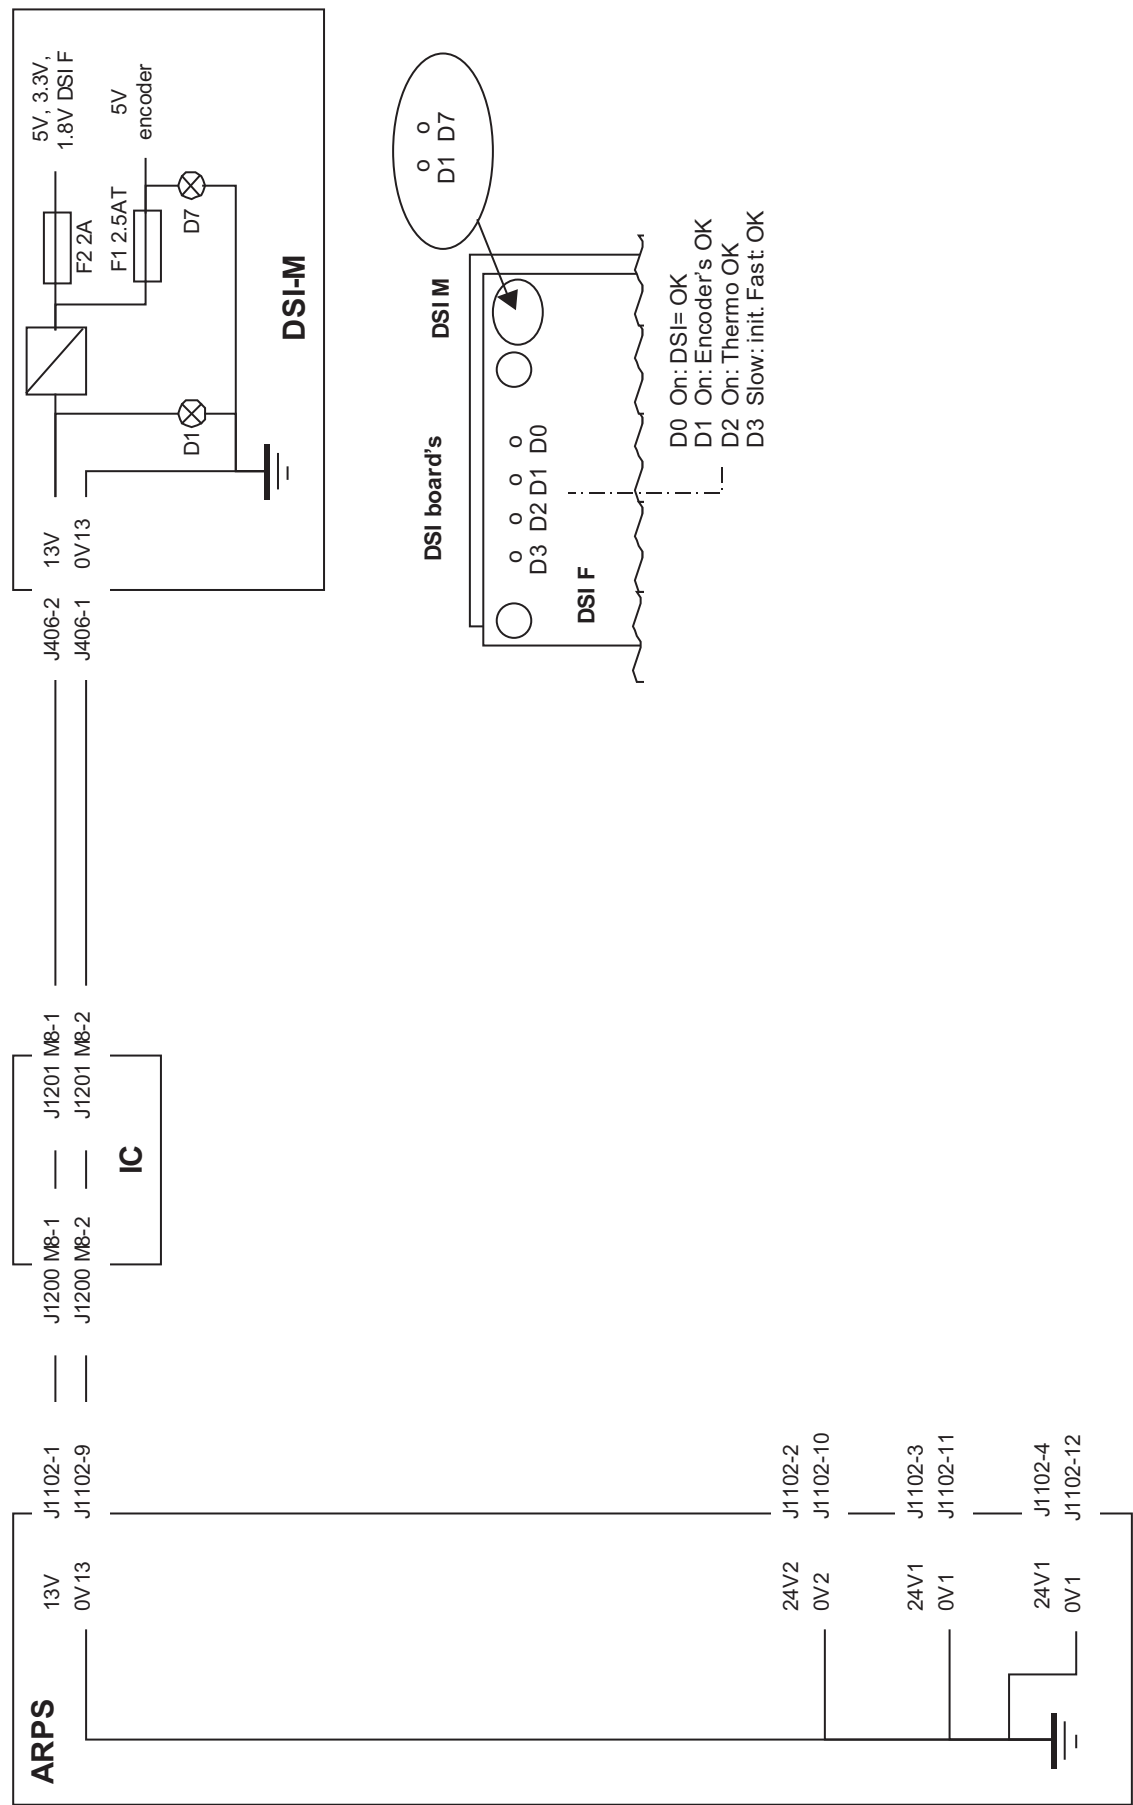 ARPS
13V
0V13
J1102-1
J1102-9
24V2
0V2
J1102-2
J1102-10
24V1
0V1
J1102-3
J1102-11
24V1
0V1
J1102-4
J1102-12
J1200 M8-1
J1200 M8-2
IC
J1201 M8-1
J1201 M8-2
J406-2
J406-1
13V
0V13
D1
F2 2A
F1 2.5AT
D7
5V, 3.3V,
1.8V DSI F
5V
encoder
DSI-M
DSI board's
DSI M
D3 D2 D1 D0
DSI F
D1 D7
D0 On: DSI= OK
D1 On: Encoder's OK
D2 On: Thermo OK
D3 Slow: init. Fast: OK